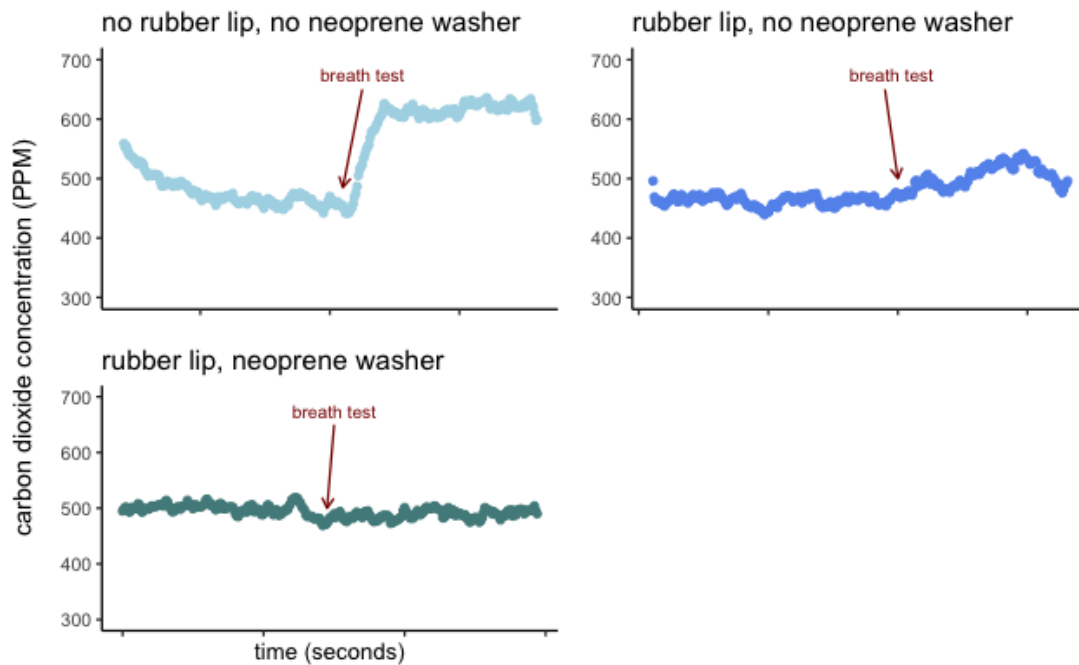 no rubber lip, no neoprene washer
700
600
500
400
300
breath test
rubber lip, no neoprene washer
700
600
500
400
300
breath test
carbon dioxide concentration (PPM)
rubber lip, neoprene washer
700
600
500
400
300
breath test
time (seconds)